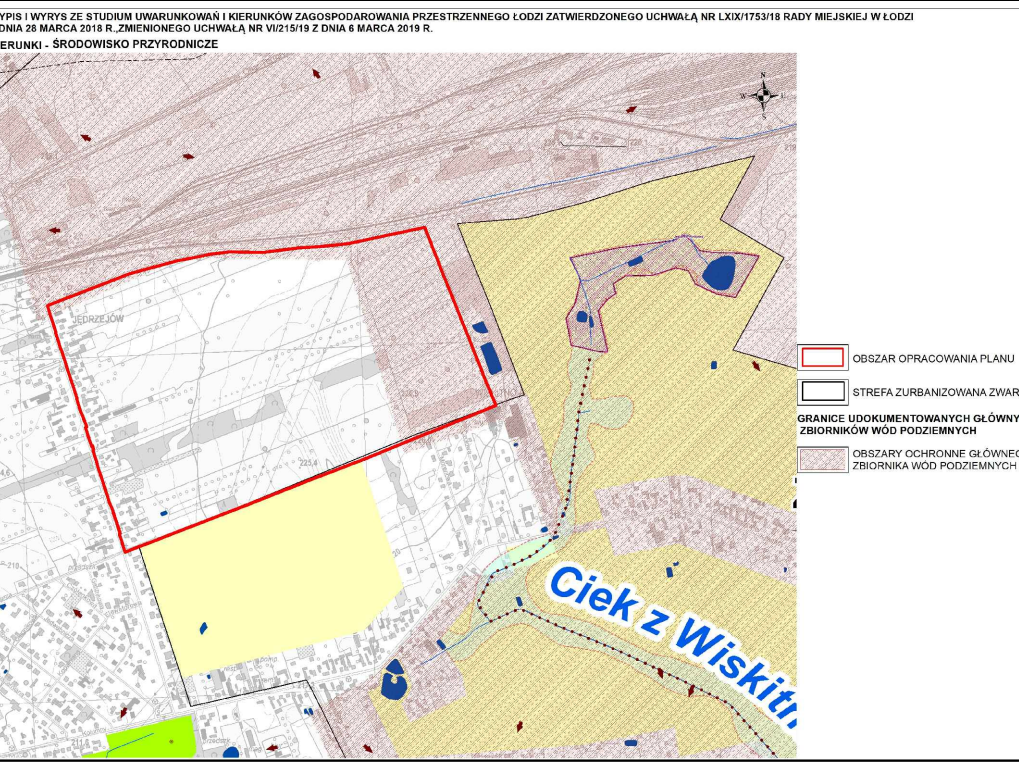 YPIS I WYRYS ZE STUDIUM UWARUNKOWAŃ I KIERUNKÓW ZAGOSPODAROWANIA PRZESTRZENNEGO ŁODZI ZATWIERDZONEGO UCHWAŁĄ NR LXIX/1753/18 RADY MIEJSKIEJ W ŁODZI
DNIA 28 MARCA 2018 R.,ZMIENIONEGO UCHWAŁĄ NR VI/215/19 Z DNIA 6 MARCA 2019 R.
ERUNKI - ŚRODOWISKO PRZYRODNICZE
N
W
S
JĘDRZEJÓW
225,4
Ciek z Wiskitn
OBSZAR OPRACOWANIA PLANU
STREFA ZURBANIZOWANA ZWAR
GRANICE UDOKUMENTOWANYCH GŁÓWNY
ZBIORNIKÓW WÓD PODZIEMNYCH
OBSZARY OCHRONNE GŁÓWNEG
ZBIORNIKA WÓD PODZIEMNYCH